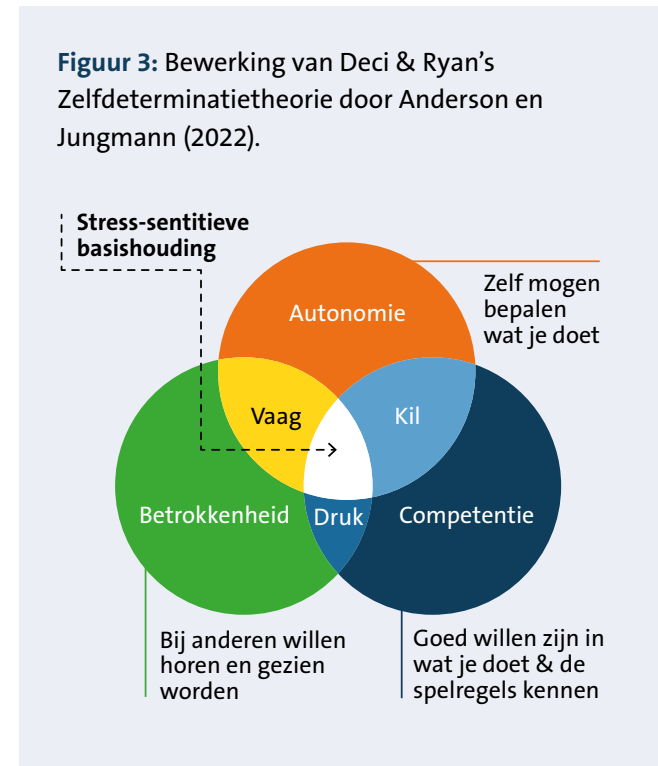 Figuur 3: Bewerking van Deci & Ryan's
Zelfdeterminatietheorie door Anderson en
Jungmann (2022).
Stress-sentitieve
basishouding
Autonomie
Zelf mogen
bepalen
wat je doet
Vaag
Kil
Betrokkenheid
Druk
Competentie
Bij anderen willen
horen en gezien
worden
Goed willen zijn in
wat je doet & de
spelregels kennen